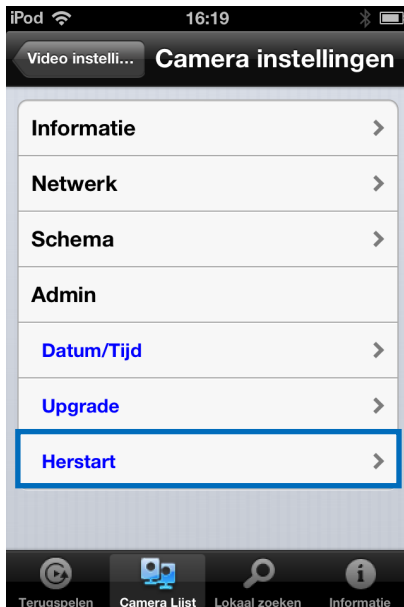 iPod 16:19
Video instelli... Camera instellingen
Informatie
Netwerk
Schema
Admin
Datum/Tijd
Upgrade
Herstart
Terugspelen Camera Lijst Lokaal zoeken Informatie